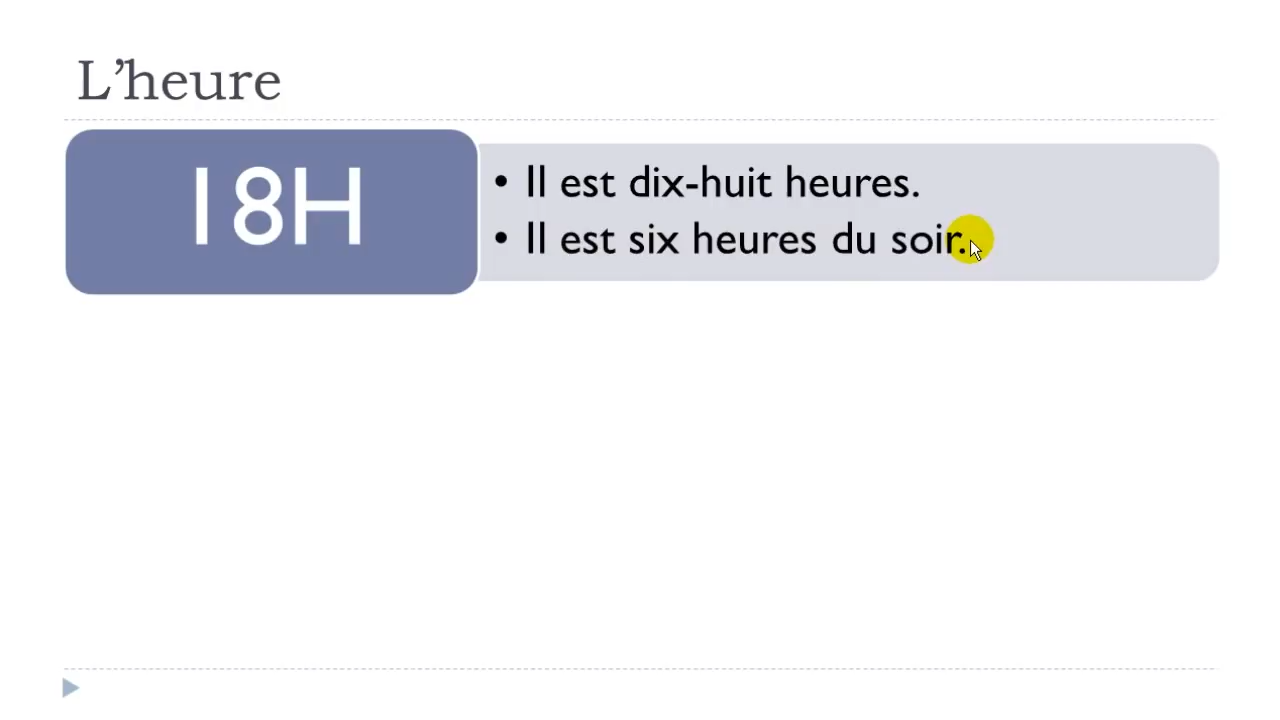 L’heure
18H
• Il est dix-huit heures.
• Il est six heures du soir.